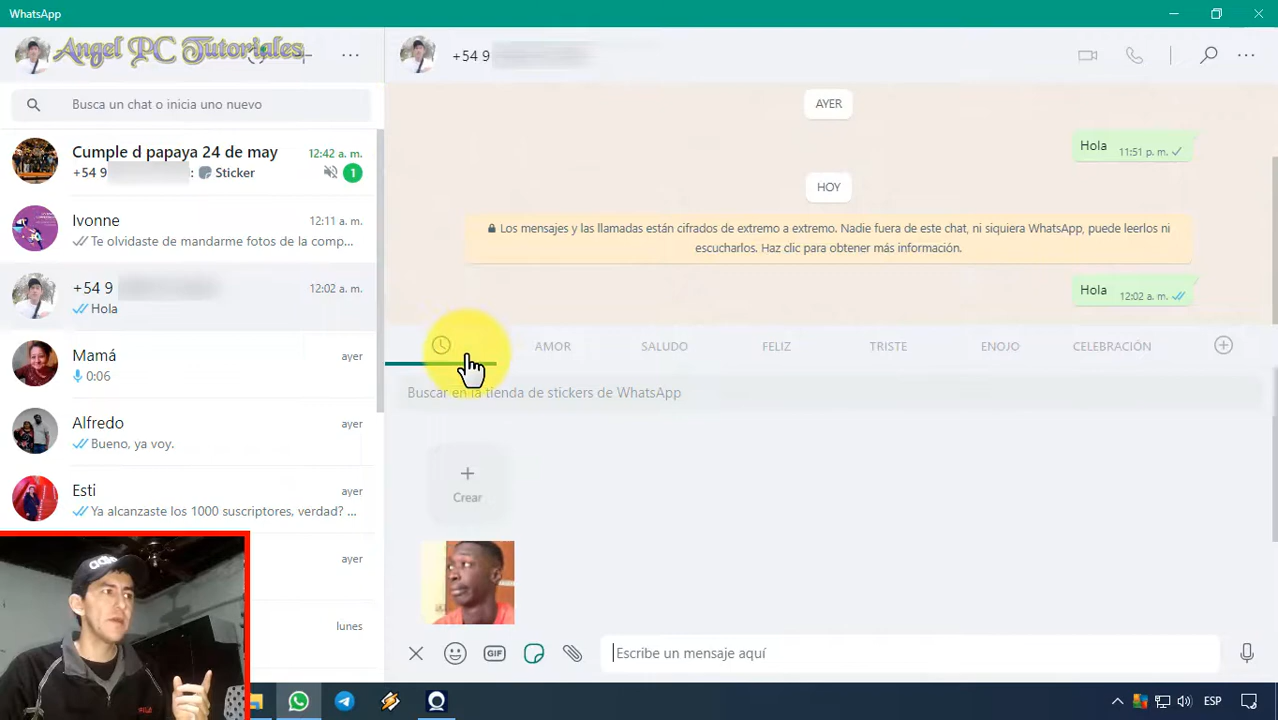 WhatsApp
Angel PC Tutoriales
Busca un chat o inicia uno nuevo
Cumple d papaya 24 de may
12:42 a. m.
+54 9 : Sticker
1
Ivonne
12:11 a. m.
Te olvidaste de mandarme fotos de la comp...
+54 9
12:02 a. m.
Hola
Mamá
ayer
0:06
Alfredo
ayer
Bueno, ya voy.
Esti
ayer
Ya alcanzaste los 1000 suscriptores, verdad? ...
ayer
lunes
+54 9
AYER
Hola
11:51 p. m.
HOY
Los mensajes y las llamadas están cifrados de extremo a extremo. Nadie fuera de este chat, ni siquiera WhatsApp, puede leerlos ni
escucharlos. Haz clic para obtener más información.
Hola
12:02 a. m.
AMOR
SALUDO
FELIZ
TRISTE
ENOJO
CELEBRACIÓN
Buscar en la tienda de stickers de WhatsApp
Crear
GIF
Escribe un mensaje aquí
ESP